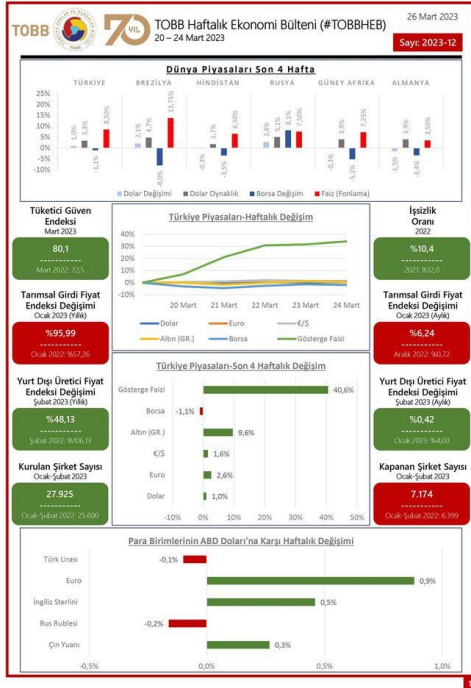 TOBB
70 YIL
TOBB Haftalık Ekonomi Bülteni (#TOBBHEB)
20 – 24 Mart 2023
26 Mart 2023
Sayı: 2023-12
Dünya Piyasaları Son 4 Hafta
TÜRKİYE BREZİLYA HİNDİSTAN RUSYA GÜNEY AFRİKA ALMANYA
25%
20%
15%
10%
5%
0%
-5%
-10%
1,0% 3,3% -1,1% 8,50%
2,1% 4,7% -8,0% 13,75%
-0,3% 1,7% -3,5% 6,50%
2,8% 5,1% 8,1% 7,50%
-0,3% 3,9% -5,2% 7,25%
-1,5% 3,9% -3,4% 3,50%
Dolar Değişimi Dolar Oynaklık Borsa Değişim Faiz (Fonlama)
Tüketici Güven
Endeksi
Mart 2023
80,1
------------
Mart 2022: 72,5
Tarımsal Girdi Fiyat
Endeksi Değişimi
Ocak 2023 (Yıllık)
%95,99
------------
Ocak 2022: %57,26
Yurt Dışı Üretici Fiyat
Endeksi Değişimi
Şubat 2023 (Yıllık)
%48,13
------------
Şubat 2022: %106,13
Kurulan Şirket Sayısı
Ocak-Şubat 2023
27.925
------------
Ocak-Şubat 2022: 25.600
Türkiye Piyasaları-Haftalık Değişim
40%
30%
20%
10%
0%
-10%
20 Mart 21 Mart 22 Mart 23 Mart 24 Mart
Dolar Euro €/$
Altın (GR.) Borsa Gösterge Faizi
Türkiye Piyasaları-Son 4 Haftalık Değişim
Gösterge Faizi 40,6%
Borsa -1,1%
Altın (GR.) 9,6%
€/$ 1,6%
Euro 2,6%
Dolar 1,0%
-10% 0% 10% 20% 30% 40% 50%
İşsizlik
Oranı
2022
%10,4
------------
2021: %12,0
Tarımsal Girdi Fiyat
Endeksi Değişimi
Ocak 2023 (Aylık)
%6,24
------------
Aralık 2022: %0,72
Yurt Dışı Üretici Fiyat
Endeksi Değişimi
Şubat 2023 (Aylık)
%0,42
------------
Ocak 2023: %4,00
Kapanan Şirket Sayısı
Ocak-Şubat 2023
7.174
------------
Ocak-Şubat 2022: 6.399
Para Birimlerinin ABD Doları'na Karşı Haftalık Değişimi
Türk Lirası -0,1%
Euro 0,9%
İngiliz Sterlini 0,5%
Rus Rublesi -0,2%
Çin Yuanı 0,3%
-0,5% 0,0% 0,5% 1,0%